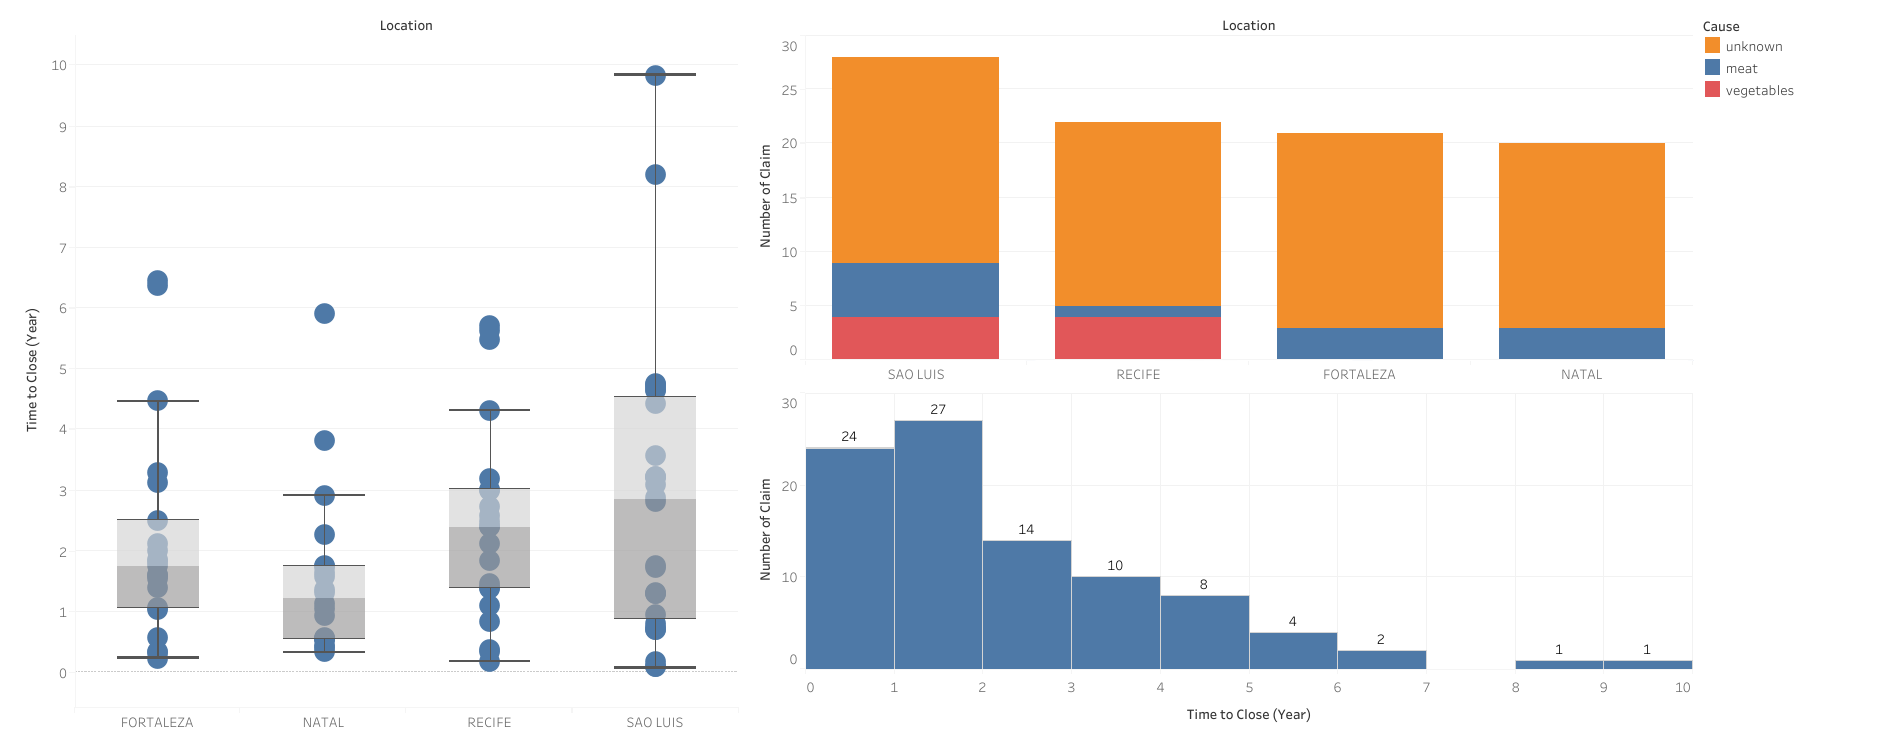 Location
10
9
8
7
6
5
4
3
2
1
0
Time to Close (Year)
FORTALEZA NATAL RECIFE SAO LUIS
Location
30
25
20
15
10
5
0
Number of Claim
SAO LUIS RECIFE FORTALEZA NATAL
Cause
unknown
meat
vegetables
30
20
10
0
Number of Claim
24 27 14 10 8 4 2 1 1
0 1 2 3 4 5 6 7 8 9 10
Time to Close (Year)